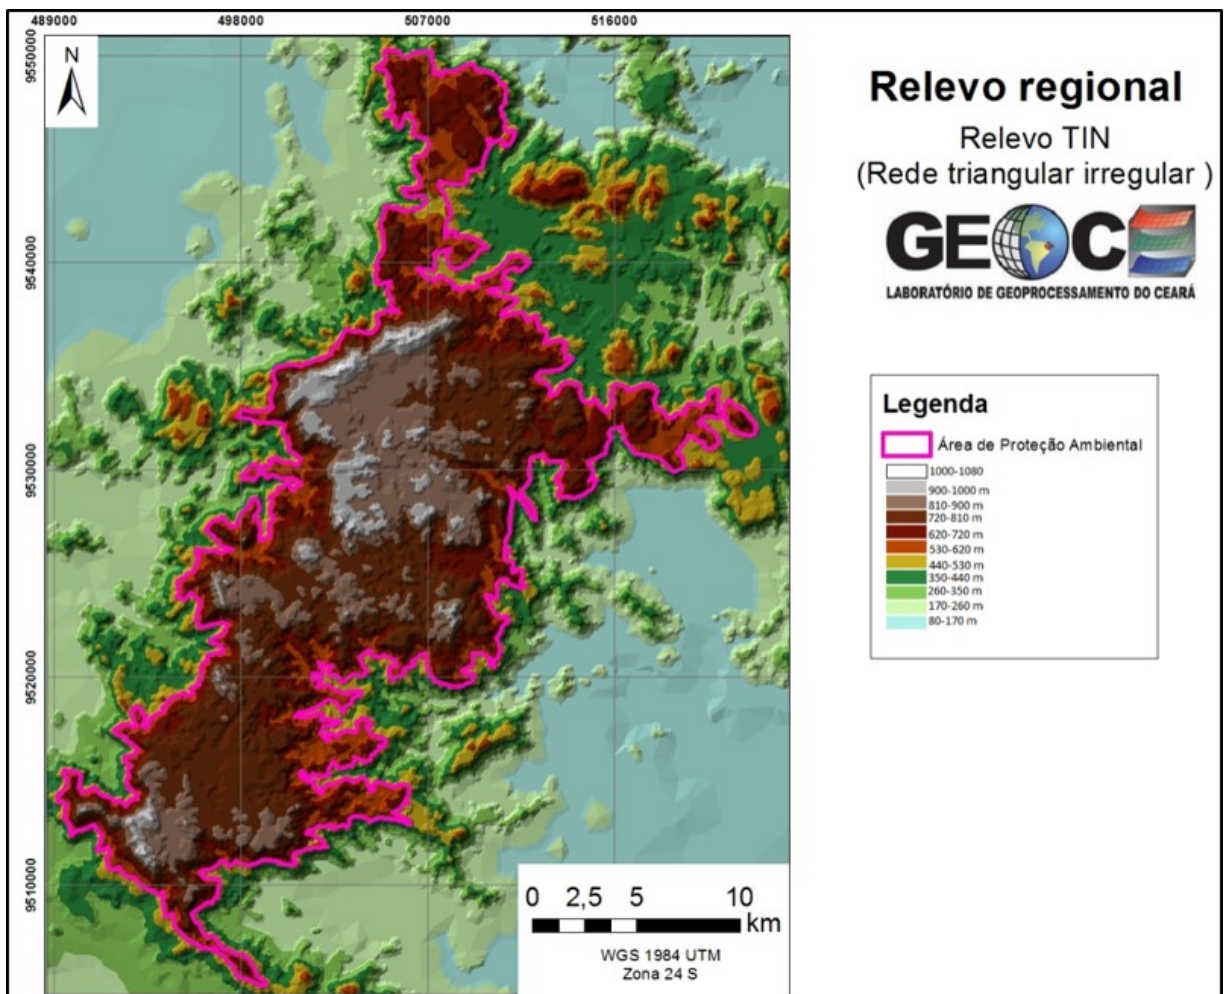 489000
498000
507000
516000
9550000
9540000
9530000
9520000
9510000
N
0 2,5 5 10
km
WGS 1984 UTM
Zona 24 S
Relevo regional
Relevo TIN
(Rede triangular irregular )
GEOCE
LABORATÓRIO DE GEOPROCESSAMENTO DO CEARÁ
Legenda
Área de Proteção Ambiental
1000-1080
900-1000 m
810-900 m
720-810 m
620-720 m
530-620 m
440-530 m
350-440 m
260-350 m
170-260 m
80-170 m